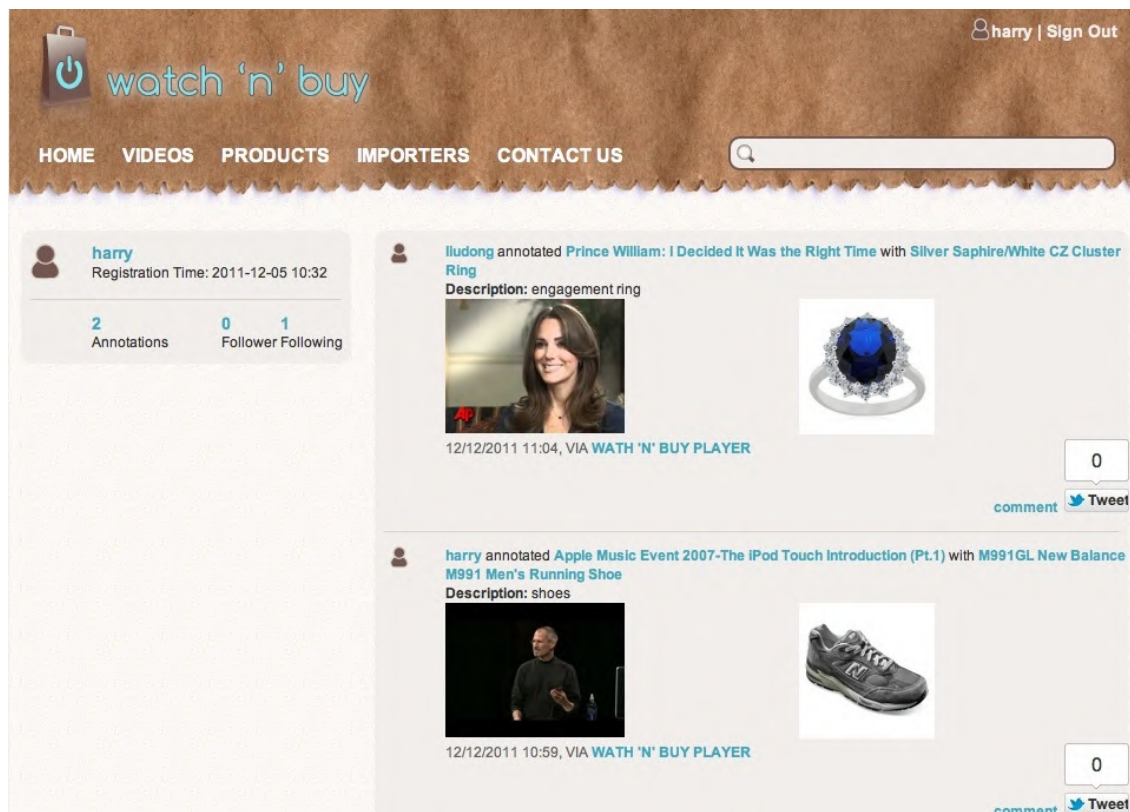 harry | Sign Out
watch 'n' buy
HOME VIDEOS PRODUCTS IMPORTERS CONTACT US
harry
Registration Time: 2011-12-05 10:32
2 0 1
Annotations Follower Following
liudong annotated Prince William: I Decided It Was the Right Time with Silver Saphire/White CZ Cluster
Ring
Description: engagement ring
AP
12/12/2011 11:04, VIA WATH 'N' BUY PLAYER
0
comment Tweet
harry annotated Apple Music Event 2007-The iPod Touch Introduction (Pt.1) with M991GL New Balance
M991 Men's Running Shoe
Description: shoes
N
12/12/2011 10:59, VIA WATH 'N' BUY PLAYER
0
comment Tweet